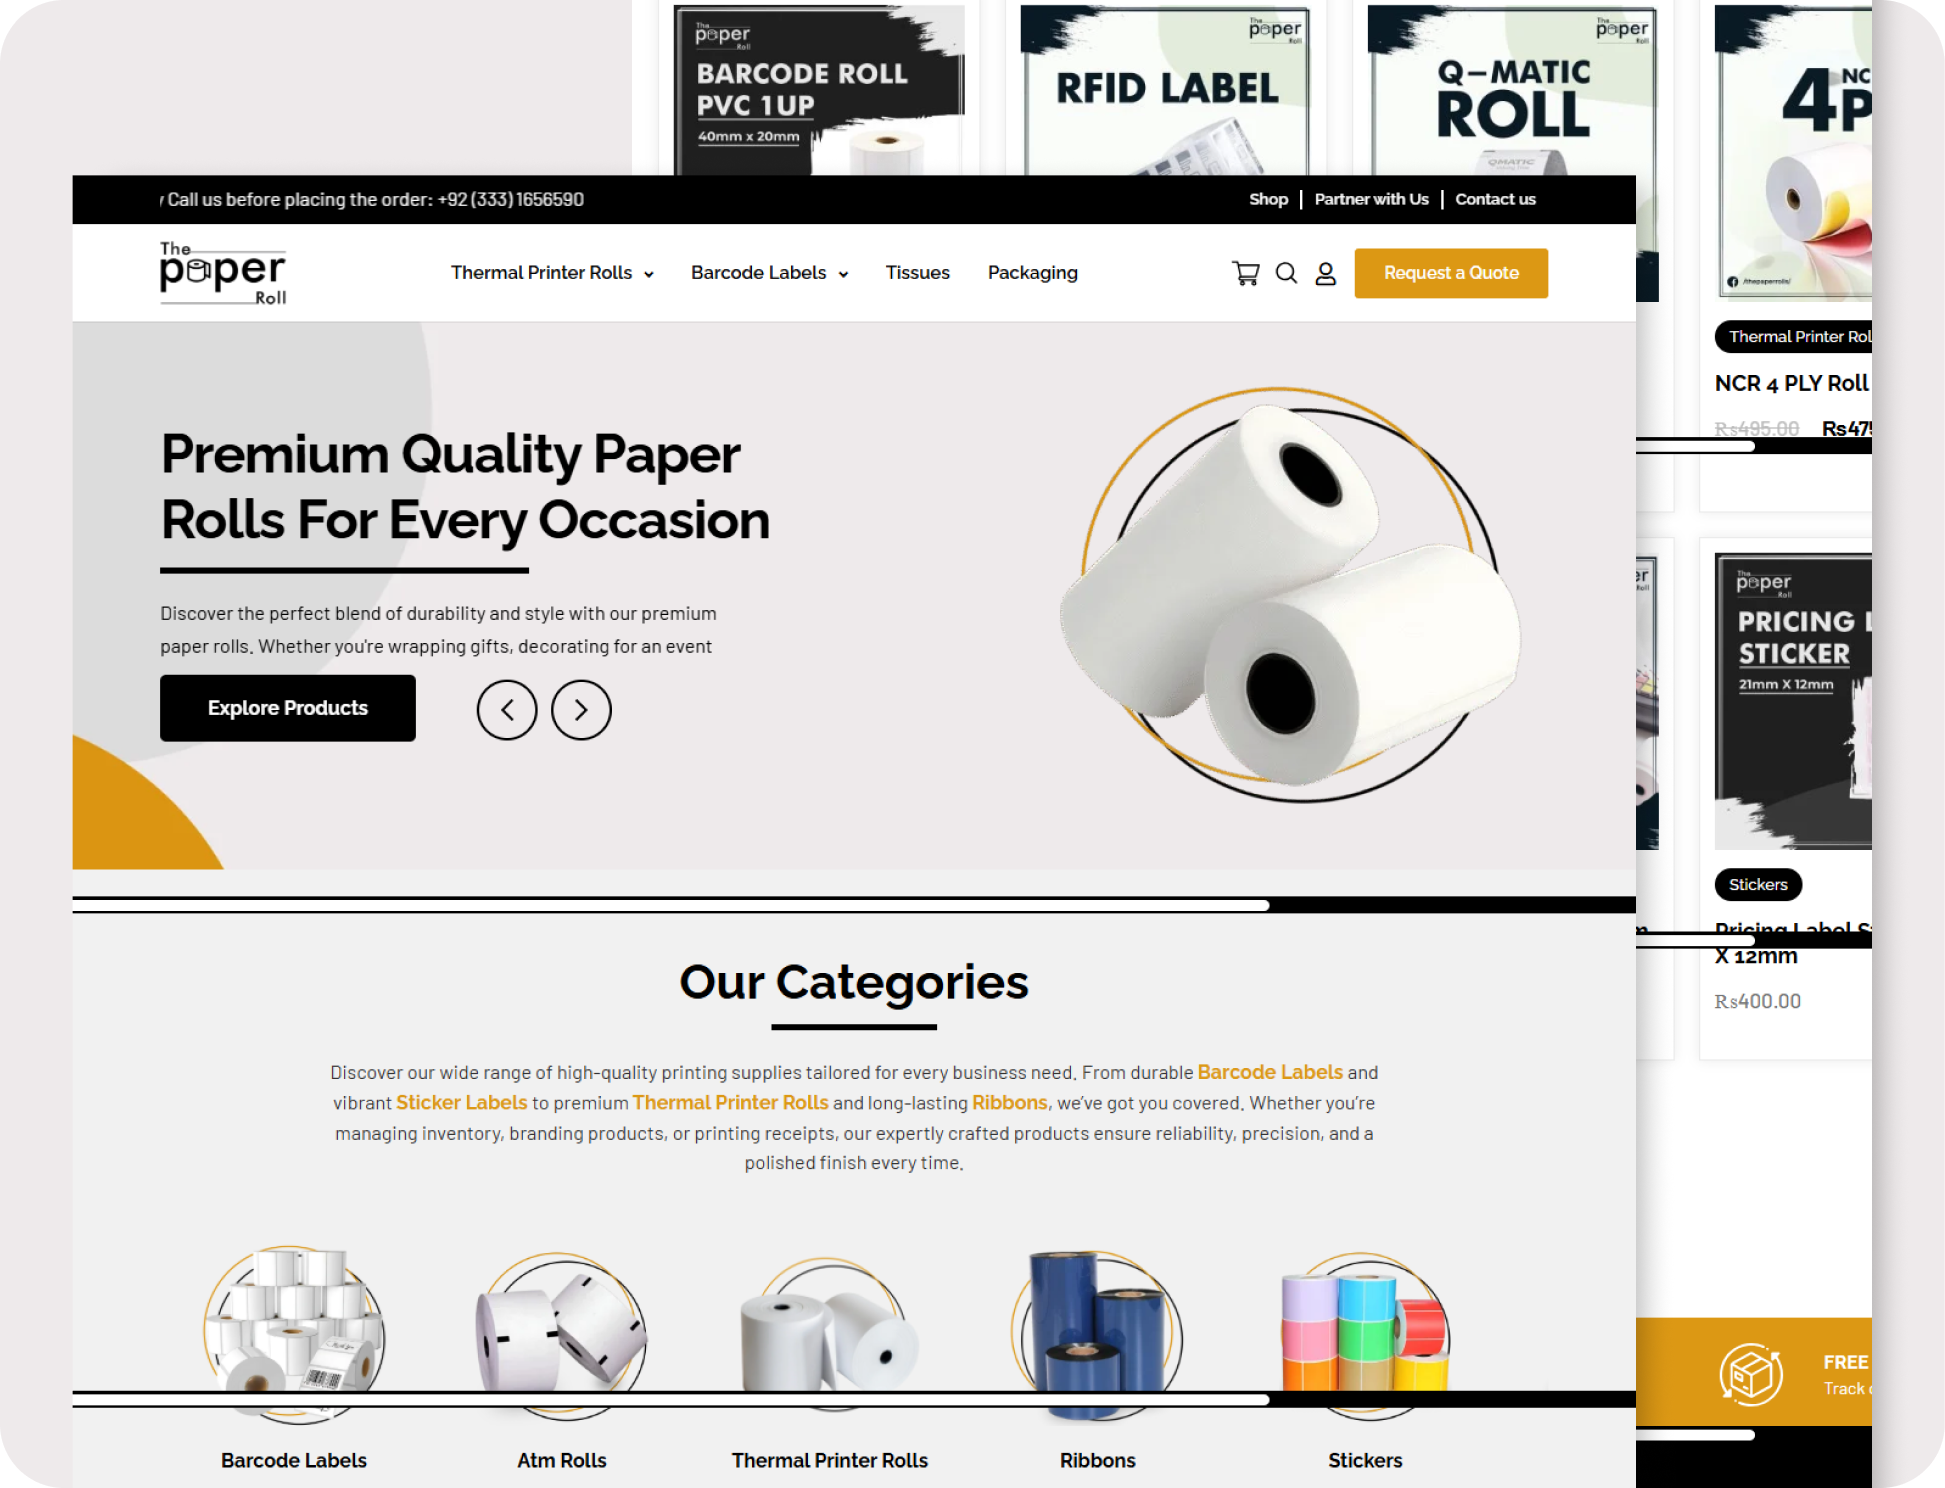 The
paper
Roll
BARCODE ROLL
PVC 1UP
40mm x 20mm
The
paper
Roll
RFID LABEL
The
paper
Roll
Q-MATIC
ROLL
QMATIC
4 NC
P
/thepaperrolls/
Thermal Printer Rol
NCR 4 PLY Roll
Rs495.00 Rs475
Call us before placing the order: +92 (333) 1656590
Shop | Partner with Us | Contact us
The
paper
Roll
Thermal Printer Rolls
Barcode Labels
Tissues
Packaging
Request a Quote
Premium Quality Paper
Rolls For Every Occasion
Discover the perfect blend of durability and style with our premium
paper rolls. Whether you're wrapping gifts, decorating for an event
Explore Products
The
paper
Roll
PRICING L
STICKER
21mm X 12mm
Stickers
Pricing Label S
X 12mm
Rs400.00
Our Categories
Discover our wide range of high-quality printing supplies tailored for every business need. From durable Barcode Labels and
vibrant Sticker Labels to premium Thermal Printer Rolls and long-lasting Ribbons, we've got you covered. Whether you're
managing inventory, branding products, or printing receipts, our expertly crafted products ensure reliability, precision, and a
polished finish every time.
Barcode Labels
Atm Rolls
Thermal Printer Rolls
Ribbons
Stickers
FREE
Track